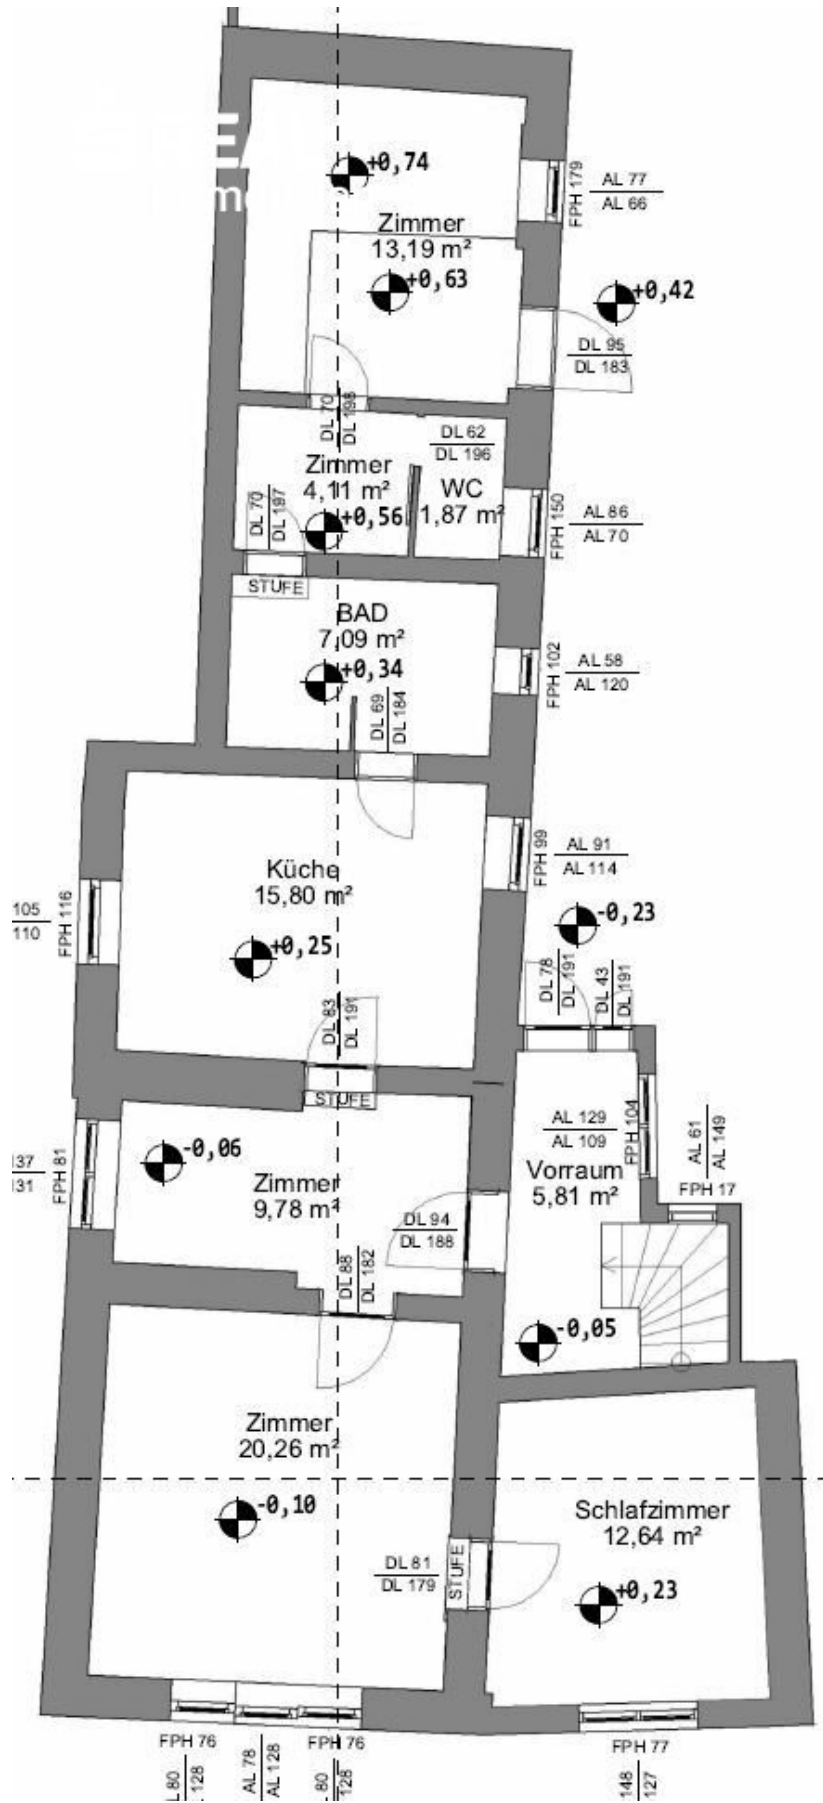 +0,74
FPH 179
AL 77
AL 66
Zimmer
13,19 m²
+0,63
+0,42
DL 95
DL 183
DL 70
DL 198
DL 62
DL 196
Zimmer
4,11 m²
DL 70
DL 197
WC
1,87 m²
+0,56
FPH 150
AL 86
AL 70
STUFE
BAD
7,09 m²
+0,34
FPH 102
AL 58
AL 120
DL 69
DL 184
Küche
15,80 m²
FPH 99
AL 91
AL 114
105
110
FPH 116
+0,25
-0,23
DL 78
DL 191
DL 43
DL 191
DL 83
DL 191
STUFE
AL 129
AL 109
FPH 104
AL 61
AL 149
FPH 17
-0,06
37
31
FPH 81
Zimmer
9,78 m²
Vorraum
5,81 m²
DL 94
DL 188
DL 88
DL 182
-0,05
Zimmer
20,26 m²
-0,10
Schlafzimmer
12,64 m²
DL 81
DL 179
STUFE
+0,23
FPH 76
FPH 76
FPH 77
L 80
128
AL 78
AL 128
80
128
148
127